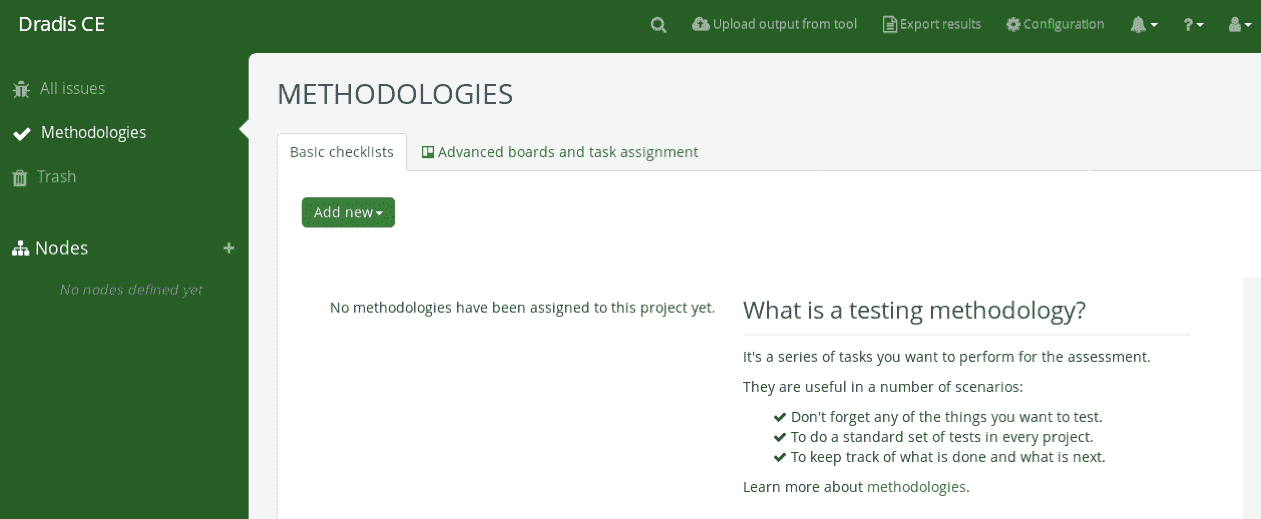 Dradis CE
Upload output from tool
Export results
Configuration
?
All issues
Methodologies
Trash
Nodes
+
No nodes defined yet
METHODOLOGIES
Basic checklists
Advanced boards and task assignment
Add new
No methodologies have been assigned to this project yet.
What is a testing methodology?
It's a series of tasks you want to perform for the assessment.
They are useful in a number of scenarios:
Don't forget any of the things you want to test.
To do a standard set of tests in every project.
To keep track of what is done and what is next.
Learn more about methodologies.